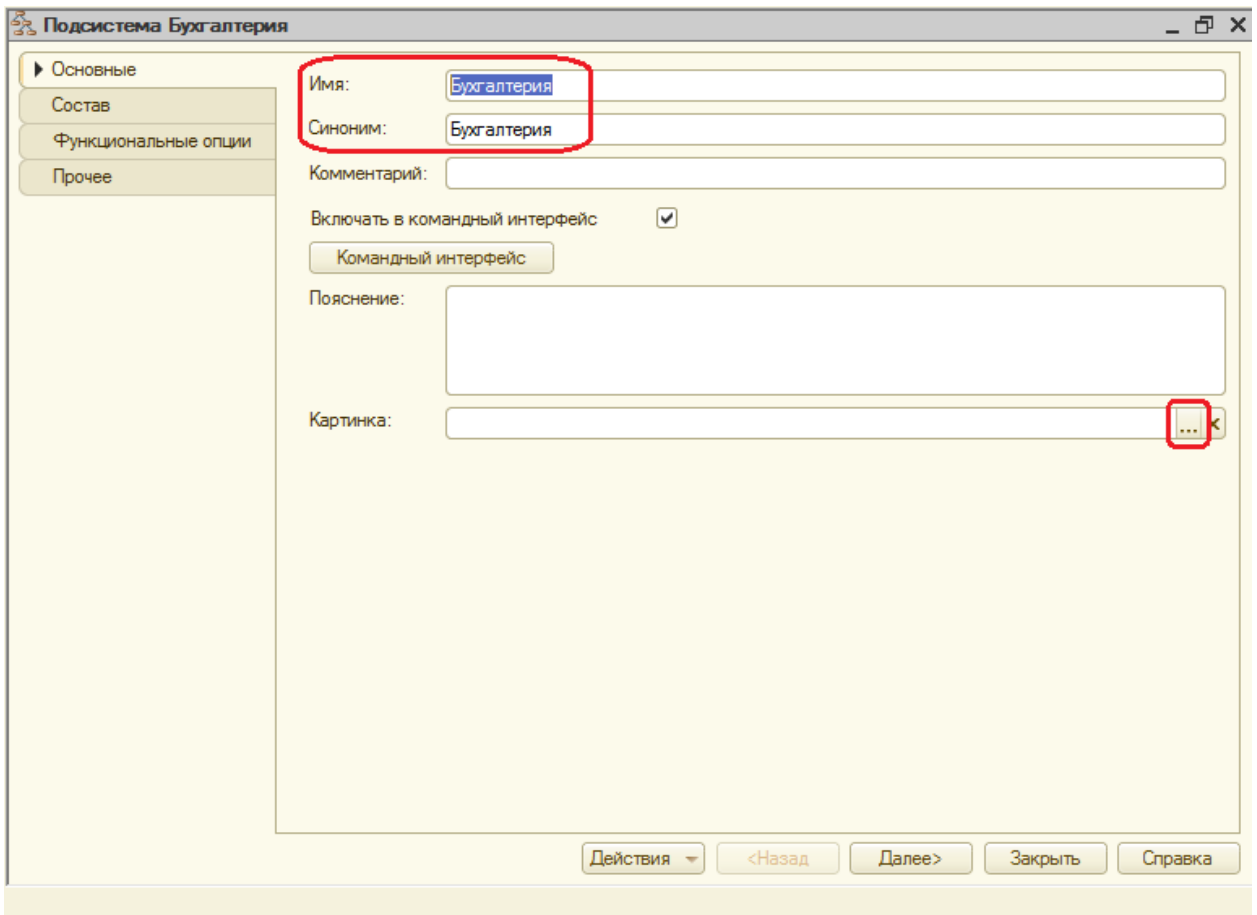 Подсистема Бухгалтерия
Основные
Состав
Функциональные опции
Прочее
Имя: Бухгалтерия
Синоним: Бухгалтерия
Комментарий:
Включать в командный интерфейс
Командный интерфейс
Пояснение:
Картинка: ...
Действия <Назад Далее> Закрыть Справка